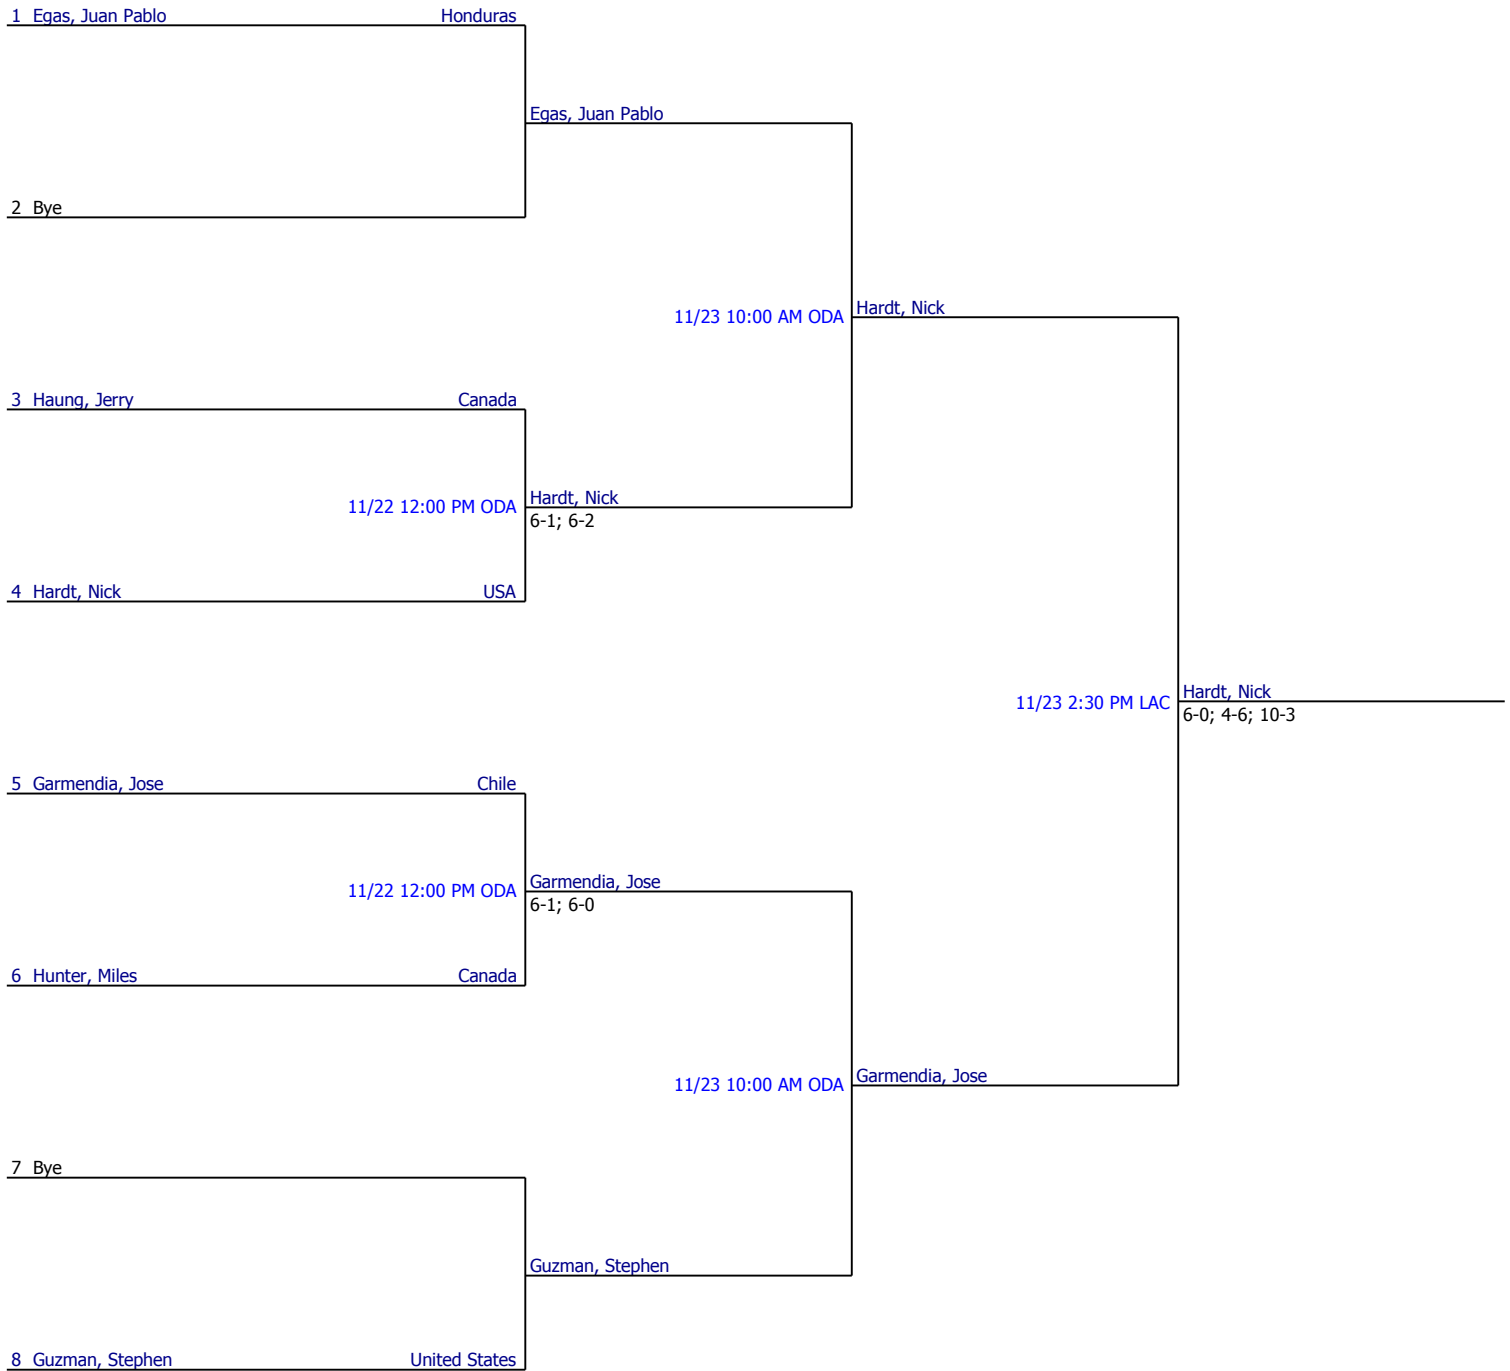 1 Egas, Juan Pablo Honduras
Egas, Juan Pablo
2 Bye
11/23 10:00 AM ODA Hardt, Nick
3 Haung, Jerry Canada
11/22 12:00 PM ODA Hardt, Nick
6-1; 6-2
4 Hardt, Nick USA
11/23 2:30 PM LAC Hardt, Nick
6-0; 4-6; 10-3
5 Garmendia, Jose Chile
11/22 12:00 PM ODA Garmendia, Jose
6-1; 6-0
6 Hunter, Miles Canada
11/23 10:00 AM ODA Garmendia, Jose
7 Bye
Guzman, Stephen
8 Guzman, Stephen United States